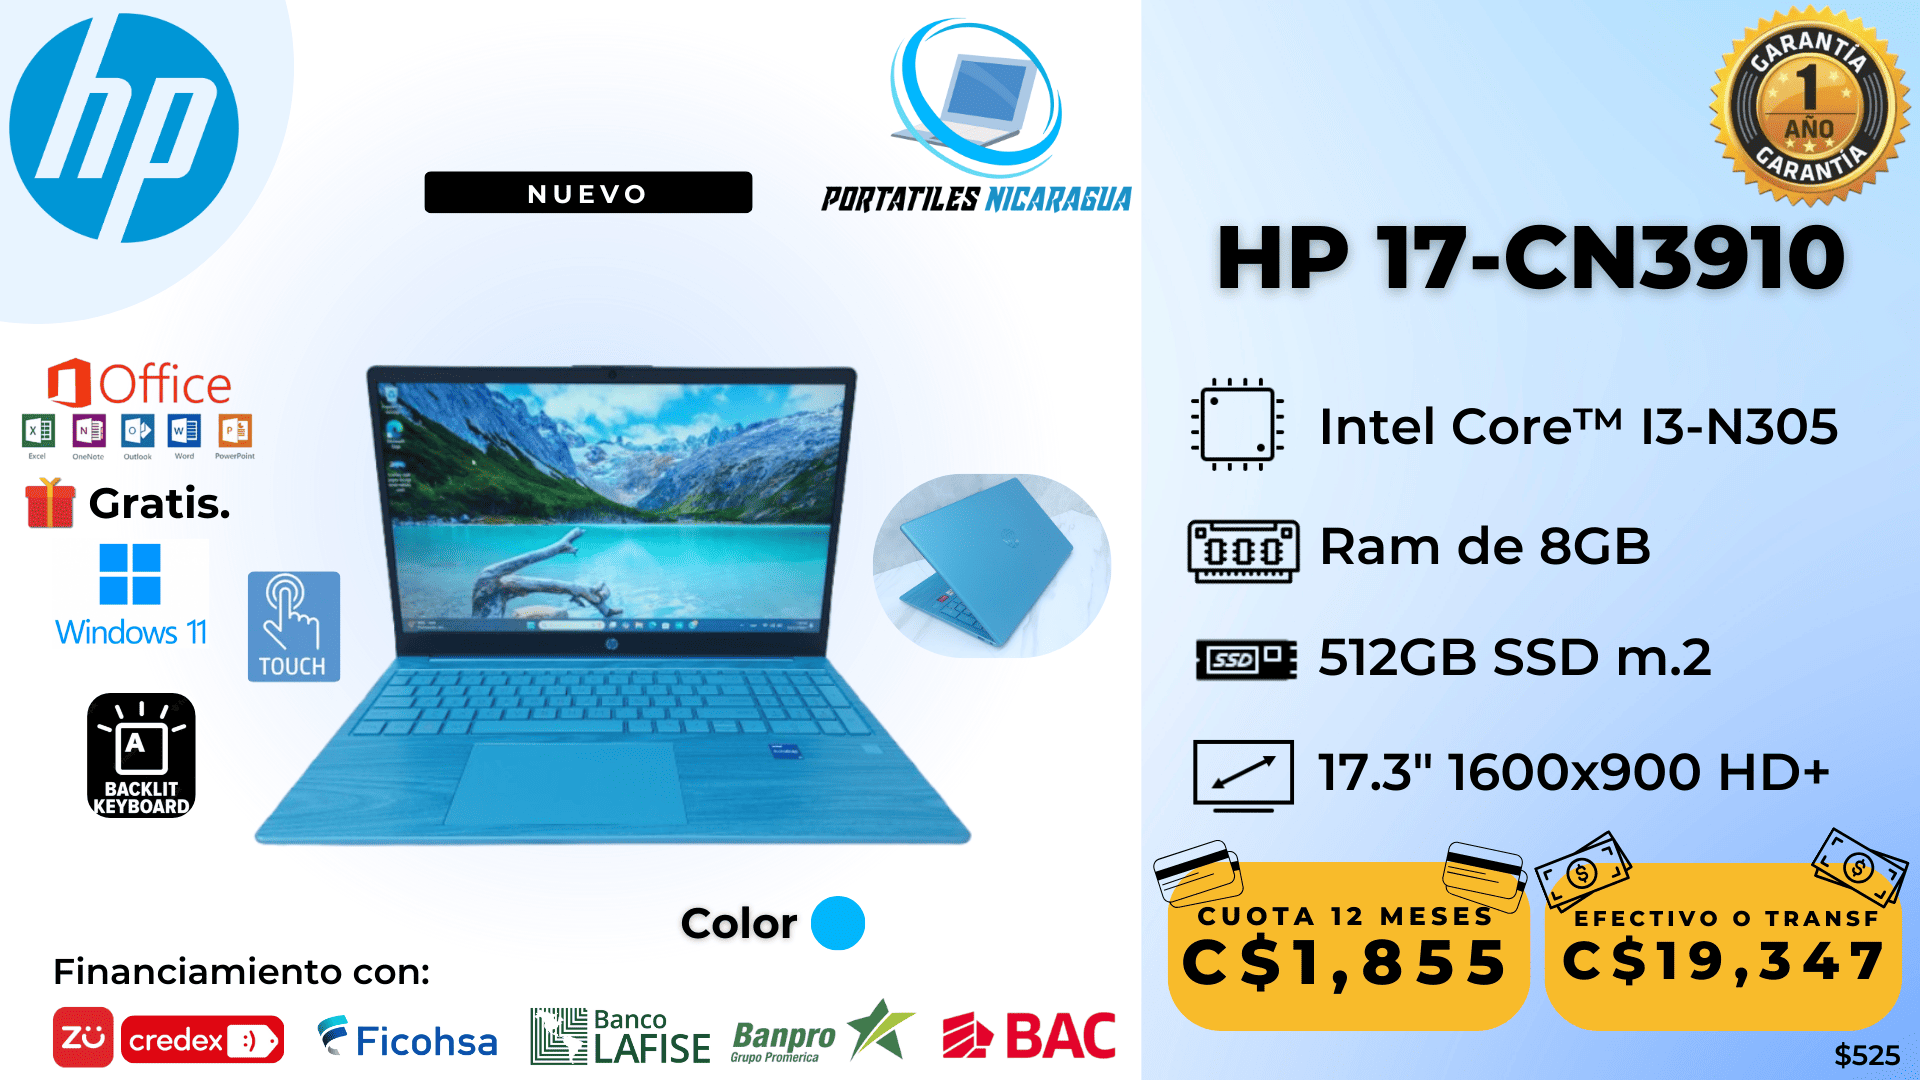 hp
NUEVO
PORTATILES NICARAGUA
GARANTÍA
1
AÑO
GARANTÍA
HP 17-CN3910
Office
Excel OneNote Outlook Word PowerPoint
Gratis.
Windows 11
TOUCH
A
BACKLIT
KEYBOARD
Intel Core™ I3-N305
Ram de 8GB
SSD
512GB SSD m.2
17.3" 1600x900 HD+
Color
Financiamiento con:
ZU
credex
Ficohsa
Banco
LAFISE
Banpro
Grupo Promerica
BAC
CUOTA 12 MESES
C$1,855
EFECTIVO O TRANSF
C$19,347
$525